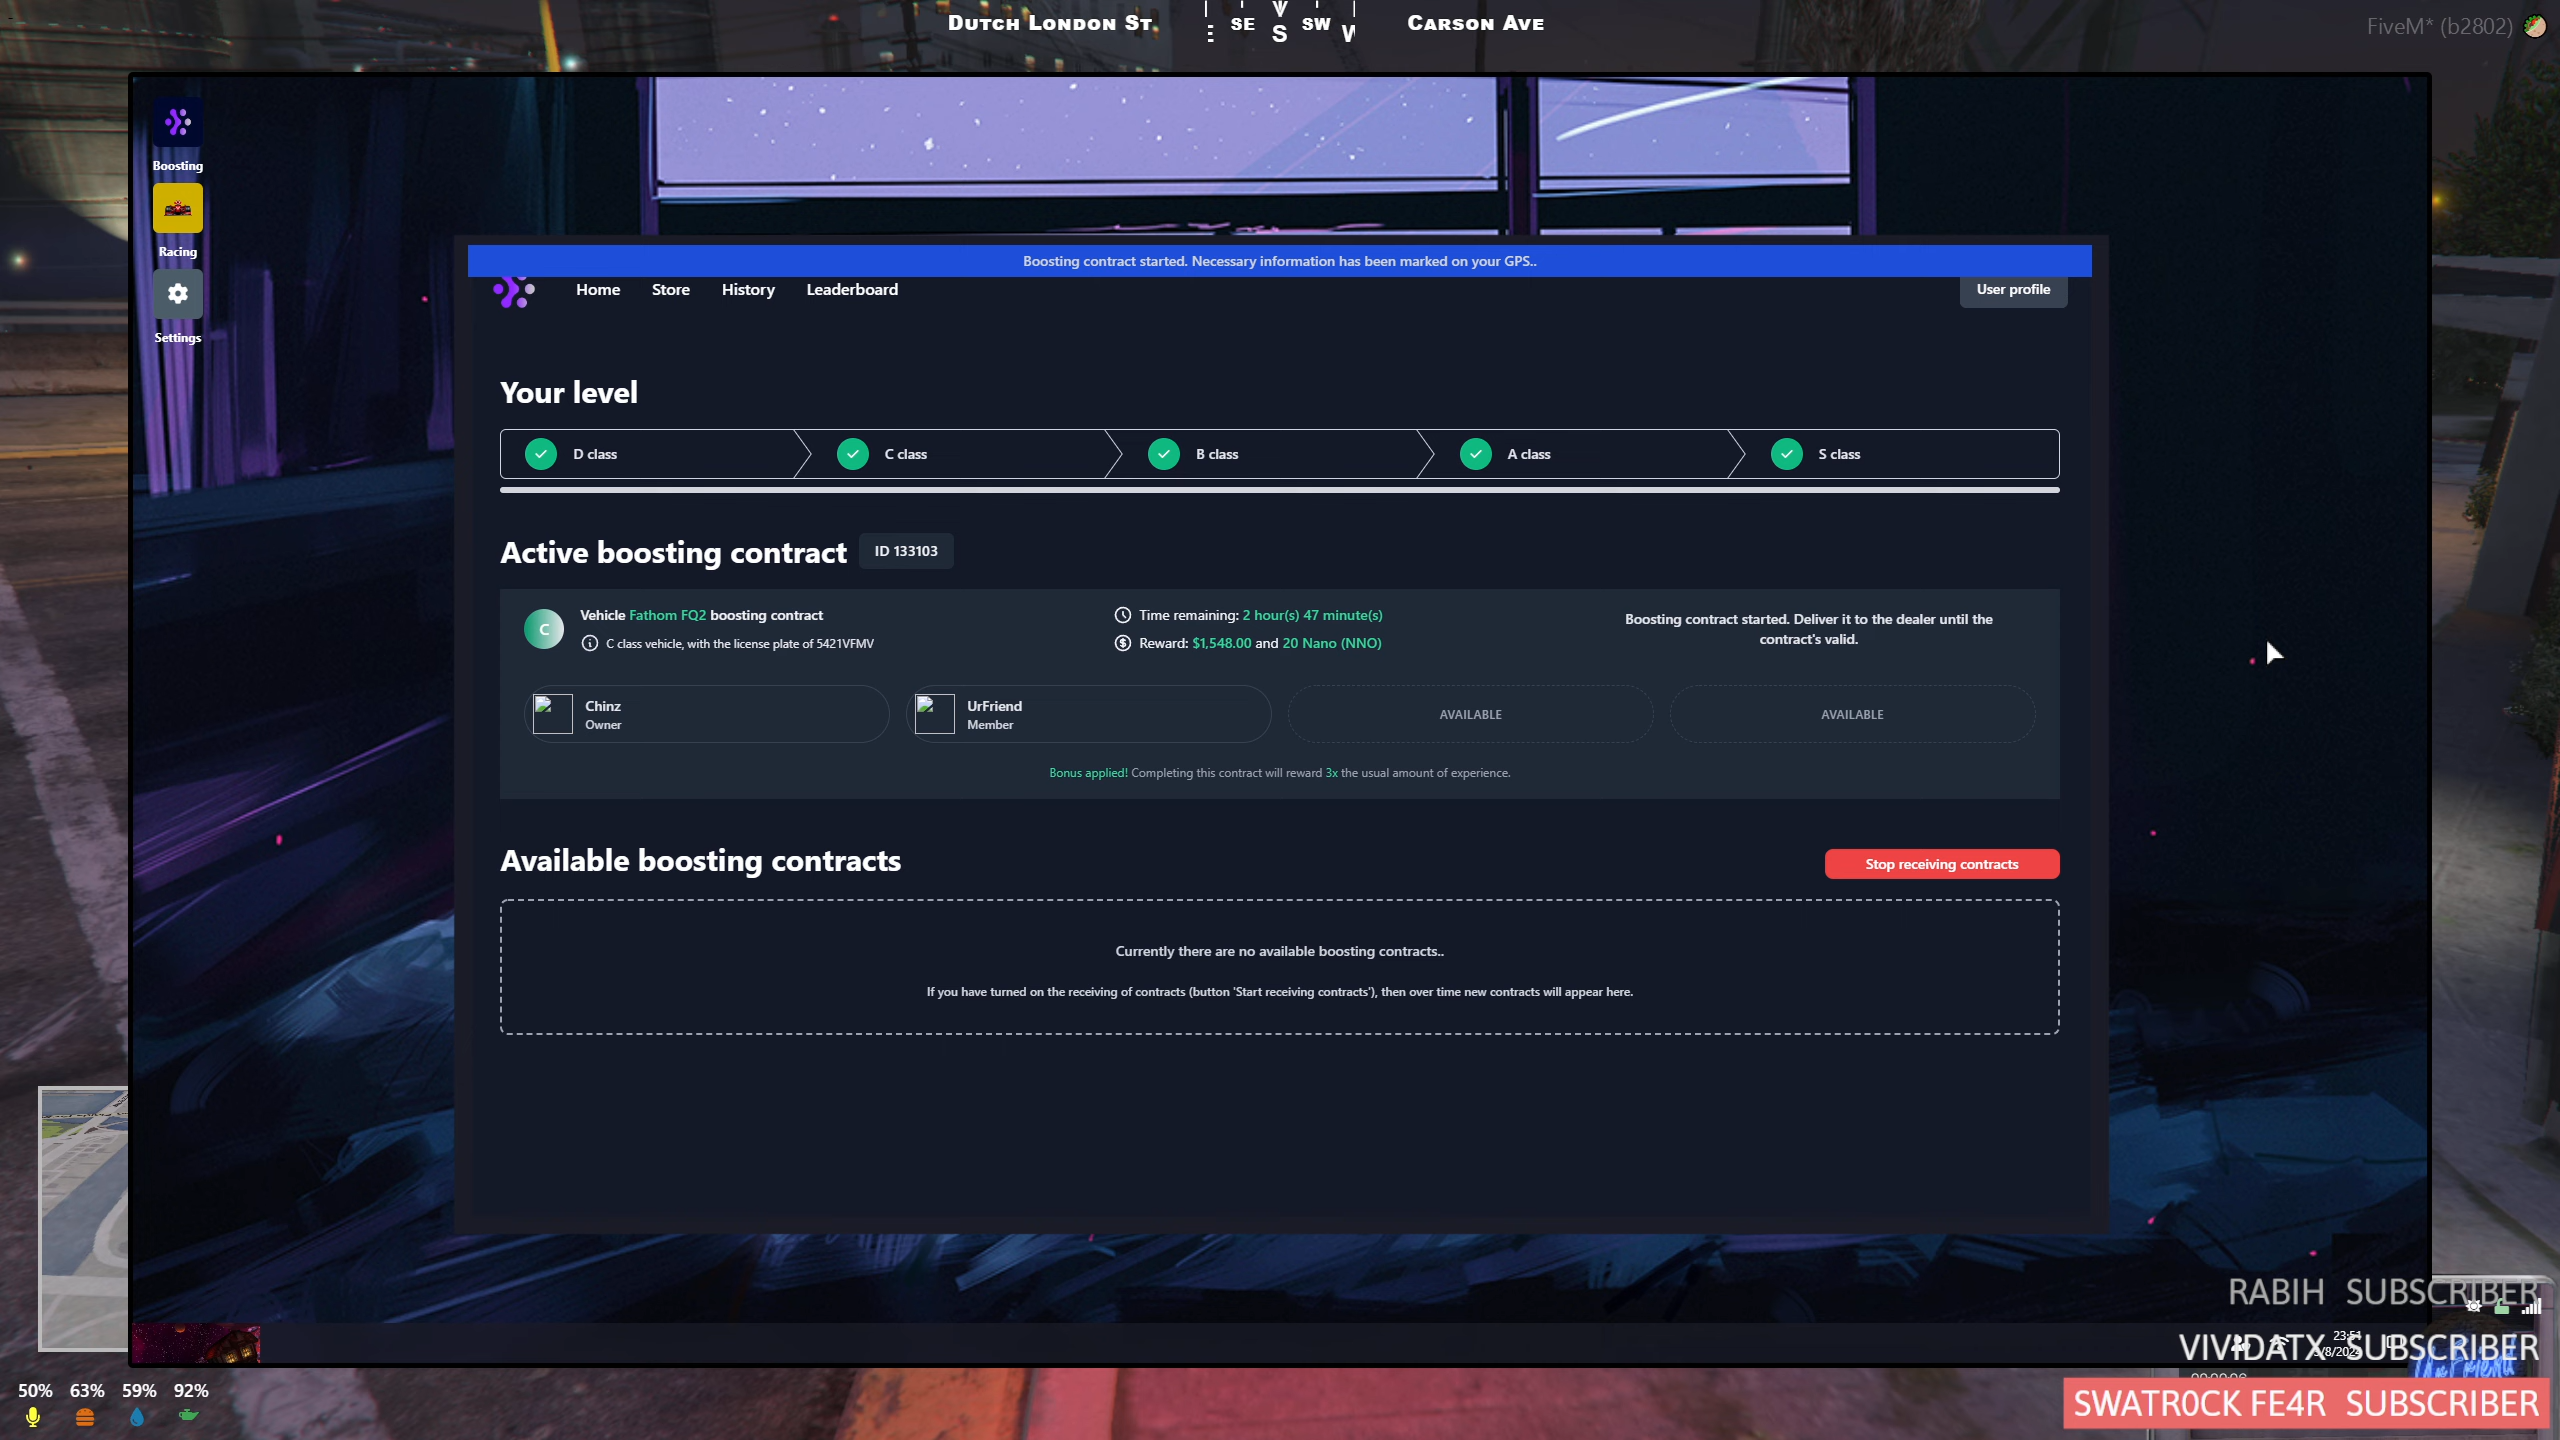 Dutch London St.
SE
S
SW
W
Carson Ave
FiveM* (b2802)
Boosting
Racing
Settings
Boosting contract started. Necessary information has been marked on your GPS..
Home
Store
History
Leaderboard
User profile
Your level
D class
C class
B class
A class
S class
Active boosting contract
ID 133103
C
Vehicle Fathom FQ2 boosting contract
C class vehicle, with the license plate of 5421VFMV
Time remaining: 2 hour(s) 47 minute(s)
Reward: $1,548.00 and 20 Nano (NNO)
Boosting contract started. Deliver it to the dealer until the
contract's valid.
Chinz
Owner
UrFriend
Member
AVAILABLE
AVAILABLE
Bonus applied! Completing this contract will reward 3x the usual amount of experience.
Available boosting contracts
Stop receiving contracts
Currently there are no available boosting contracts..
If you have turned on the receiving of contracts (button 'Start receiving contracts'), then over time new contracts will appear here.
RABIH SUBSCRIBER
VIVIDATX SUBSCRIBER
SWATR0CK FE4R SUBSCRIBER
50%
63%
59%
92%